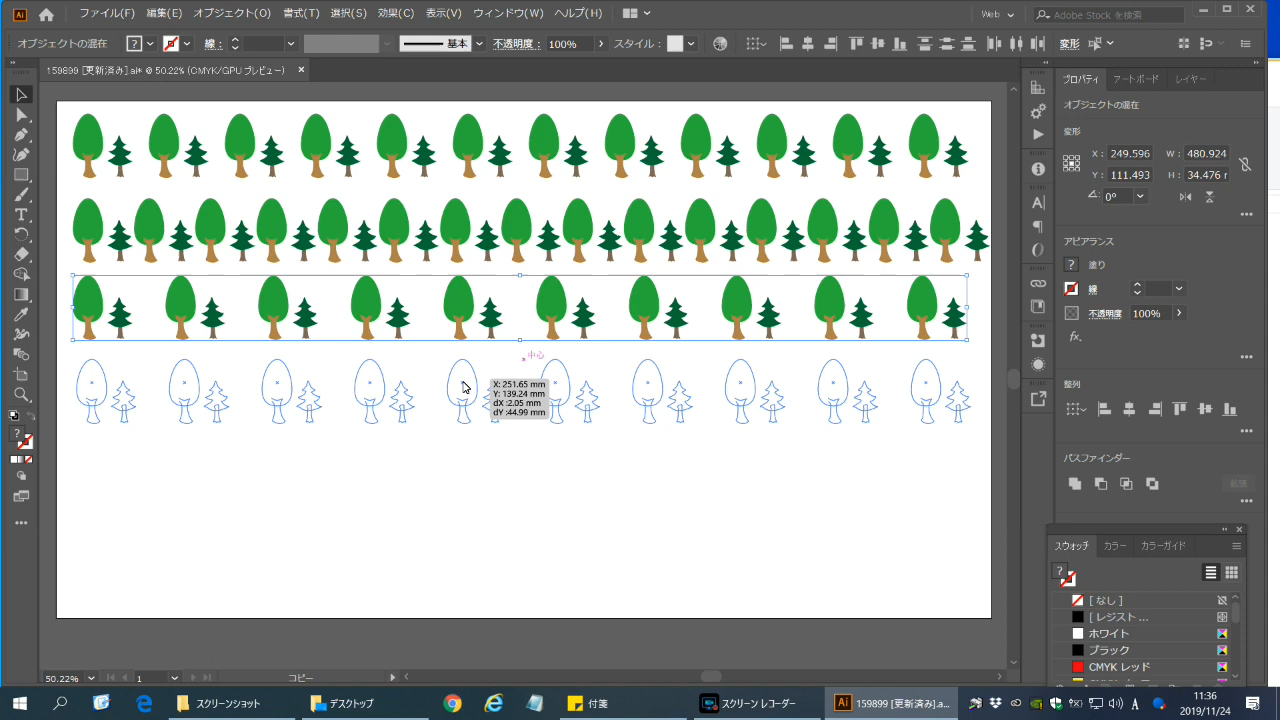 Ai ファイル(F) 編集(E) オブジェクト(O) 書式(T) 選択(S) 効果(C) 表示(V) ウィンドウ(W) ヘルプ(H) Web Adobe Stock を検索
オブジェクトの混在 ? 線 : 基本 不透明度 : 100% スタイル : 変形
159899 [更新済み].ai* @ 50.22% (CMYK/GPU プレビュー) ×
プロパティ アートボード レイヤー
オブジェクトの混在
変形
X : 249.596 W : 480.924
Y : 111.493 H : 34.476 r
0°
アピアランス
? 塗り
線
不透明度 100%
fx.
整列
パスファインダー
拡張
中心
X: 251.65 mm
Y: 139.24 mm
dX :2.05 mm
dY :44.99 mm
スウォッチ カラー カラーガイド
?
[ なし ]
[ レジスト ...
ホワイト
ブラック
CMYK レッド
50.22% 1 コピー
スクリーンショット デスクトップ 付箋 スクリーン レコーダー Ai 159899 [更新済み].a... A
11:36
2019/11/24